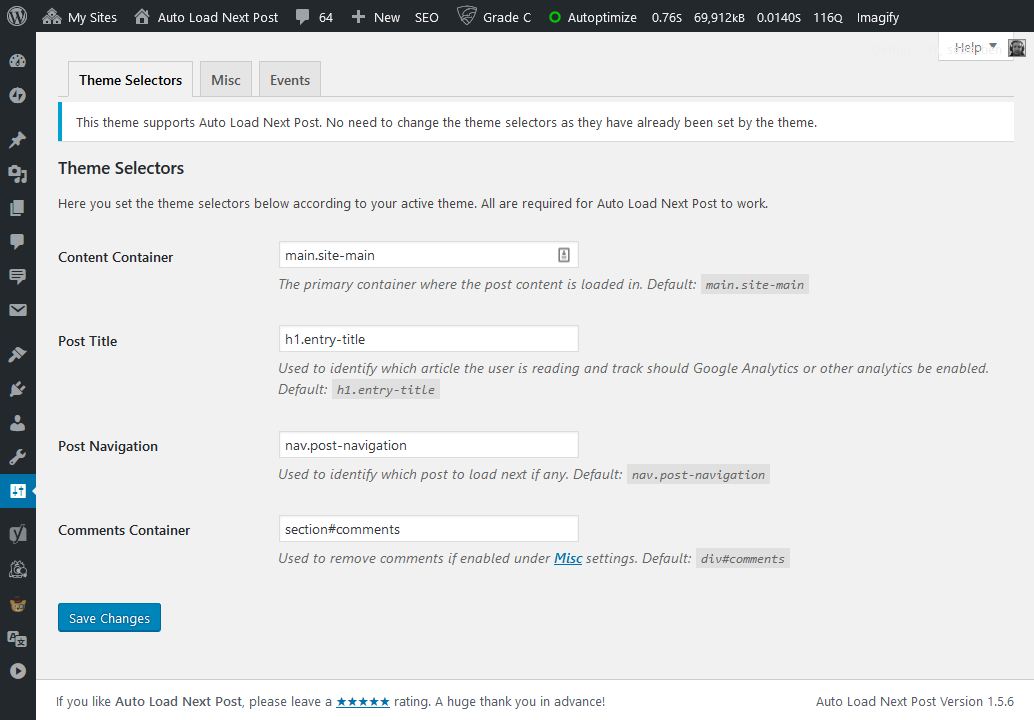 My Sites Auto Load Next Post 64 New SEO Grade C Autoptimize 0.76S 69,912kB 0.0140S 116Q Imagify
Help
Theme Selectors Misc Events
This theme supports Auto Load Next Post. No need to change the theme selectors as they have already been set by the theme.
Theme Selectors
Here you set the theme selectors below according to your active theme. All are required for Auto Load Next Post to work.
Content Container main.site-main
The primary container where the post content is loaded in. Default: main.site-main
Post Title h1.entry-title
Used to identify which article the user is reading and track should Google Analytics or other analytics be enabled.
Default: h1.entry-title
Post Navigation nav.post-navigation
Used to identify which post to load next if any. Default: nav.post-navigation
Comments Container section#comments
Used to remove comments if enabled under Misc settings. Default: div#comments
Save Changes
If you like Auto Load Next Post, please leave a ★★★★★ rating. A huge thank you in advance! Auto Load Next Post Version 1.5.6